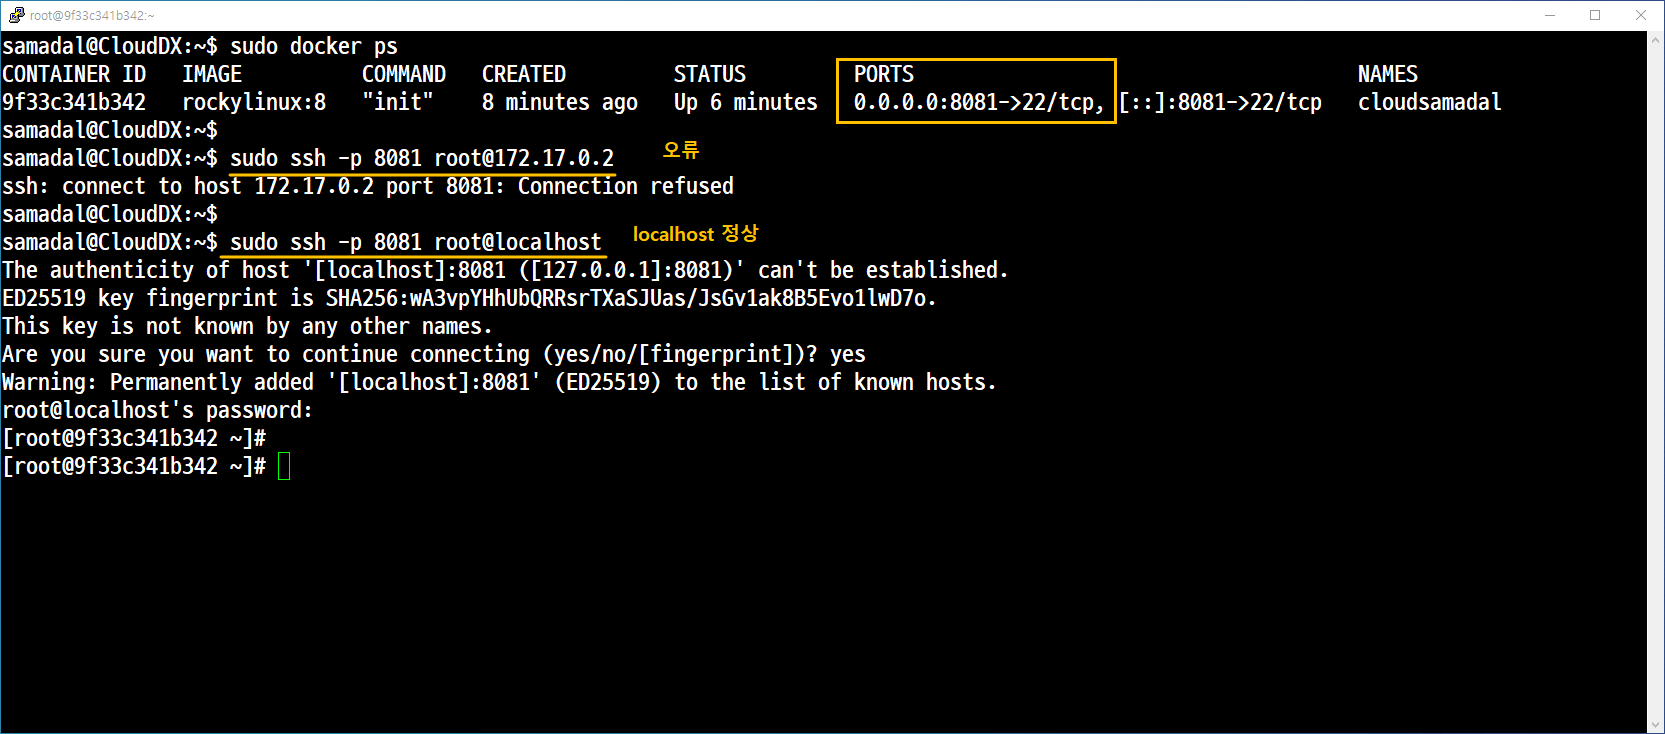 root@9f33c341b342:~
samadal@CloudDX:~$ sudo docker ps
CONTAINER ID IMAGE COMMAND CREATED STATUS PORTS NAMES
9f33c341b342 rockylinux:8 "init" 8 minutes ago Up 6 minutes 0.0.0.0:8081->22/tcp, [::]:8081->22/tcp cloudsamadal
samadal@CloudDX:~$
samadal@CloudDX:~$ sudo ssh -p 8081 root@172.17.0.2 오류
ssh: connect to host 172.17.0.2 port 8081: Connection refused
samadal@CloudDX:~$
samadal@CloudDX:~$ sudo ssh -p 8081 root@localhost localhost 정상
The authenticity of host '[localhost]:8081 ([127.0.0.1]:8081)' can't be established.
ED25519 key fingerprint is SHA256:wA3vpYHhUbQRRsrTXaSJUas/JsGv1ak8B5Evo1lwD7o.
This key is not known by any other names.
Are you sure you want to continue connecting (yes/no/[fingerprint])? yes
Warning: Permanently added '[localhost]:8081' (ED25519) to the list of known hosts.
root@localhost's password:
[root@9f33c341b342 ~]#
[root@9f33c341b342 ~]#